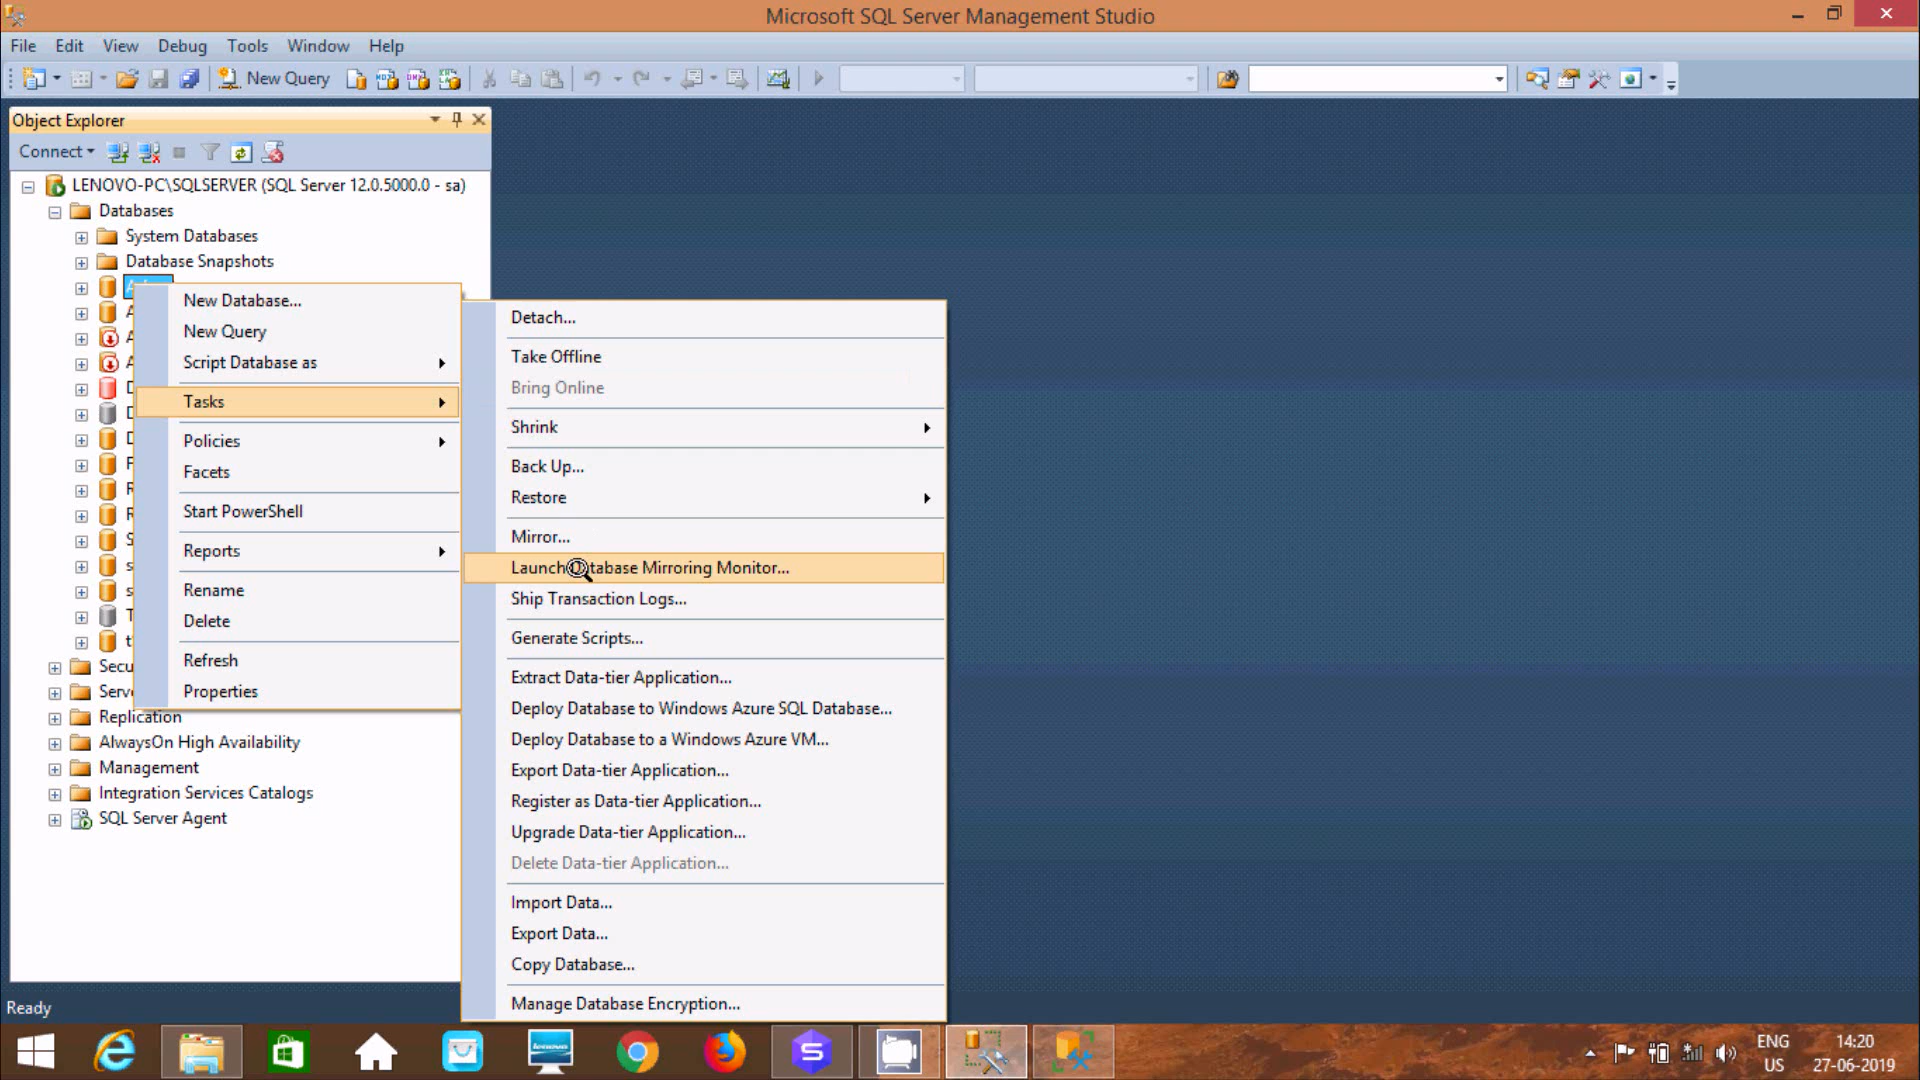 Microsoft SQL Server Management Studio
File Edit View Debug Tools Window Help
New Query
Object Explorer
Connect
LENOVO-PC\SQLSERVER (SQL Server 12.0.5000.0 - sa)
Databases
System Databases
Database Snapshots
New Database...
New Query
Script Database as
Tasks
Policies
Facets
Start PowerShell
Reports
Rename
Delete
Refresh
Properties
Detach...
Take Offline
Bring Online
Shrink
Back Up...
Restore
Mirror...
Launch Database Mirroring Monitor...
Ship Transaction Logs...
Generate Scripts...
Extract Data-tier Application...
Deploy Database to Windows Azure SQL Database...
Deploy Database to a Windows Azure VM...
Export Data-tier Application...
Register as Data-tier Application...
Upgrade Data-tier Application...
Delete Data-tier Application...
Import Data...
Export Data...
Copy Database...
Manage Database Encryption...
Secu
Serve
Replication
AlwaysOn High Availability
Management
Integration Services Catalogs
SQL Server Agent
Ready
ENG
US
14:20
27-06-2019